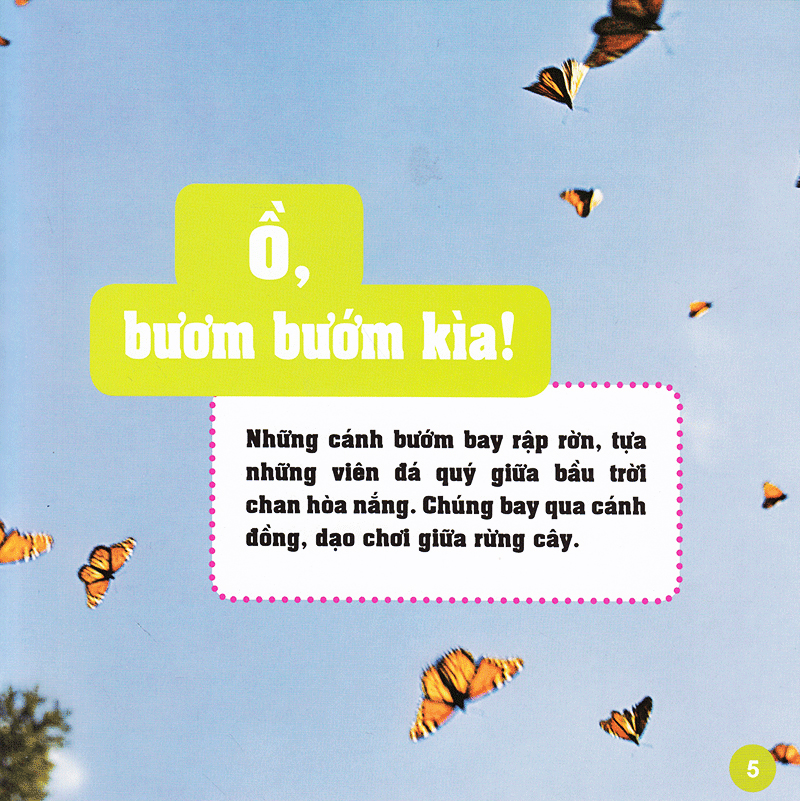 Ồ,
bươm bướm kìa!
Những cánh bướm bay rập rờn, tựa
những viên đá quý giữa bầu trời
chan hòa nắng. Chúng bay qua cánh
đồng, dạo chơi giữa rừng cây.
5